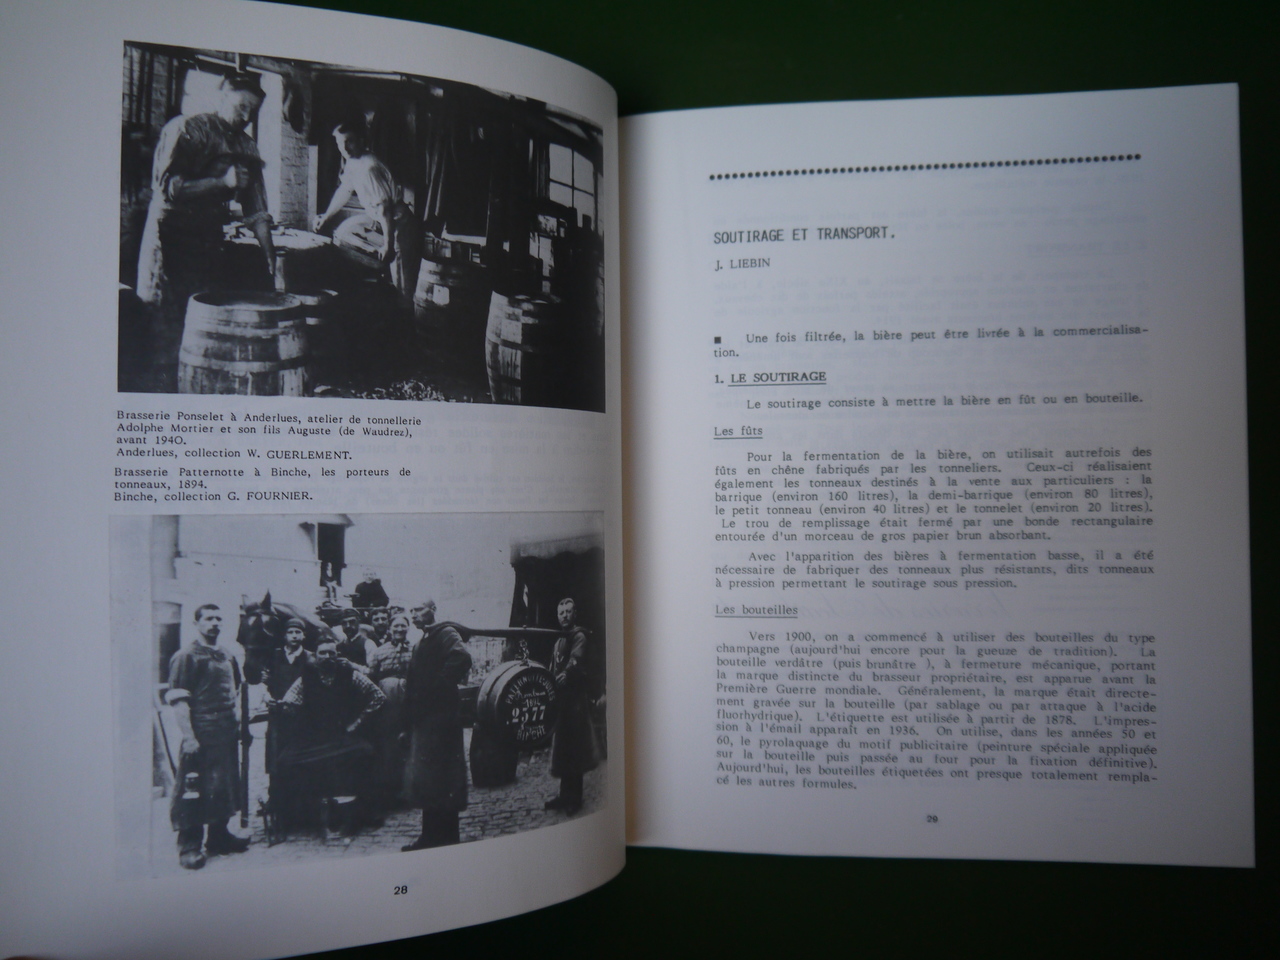 Brasserie Ponselet à Anderlues, atelier de tonnellerie
Adolphe Mortier et son fils Auguste (de Waudrez),
avant 1940.
Anderlues, collection W. GUERLEMENT.
Brasserie Patternotte à Binche, les porteurs de
tonneaux, 1894.
Binche, collection G. FOURNIER.
2577
28
SOUTIRAGE ET TRANSPORT.
J. LIEBIN
■ Une fois filtrée, la bière peut être livrée à la commercialisa-
tion.
1. LE SOUTIRAGE
Le soutirage consiste à mettre la bière en fût ou en bouteille.
Les fûts
Pour la fermentation de la bière, on utilisait autrefois des
fûts en chêne fabriqués par les tonneliers. Ceux-ci réalisaient
également les tonneaux destinés à la vente aux particuliers : la
barrique (environ 160 litres), la demi-barrique (environ 80 litres),
le petit tonneau (environ 40 litres) et le tonnelet (environ 20 litres).
Le trou de remplissage était fermé par une bonde rectangulaire
entourée d'un morceau de gros papier brun absorbant.
Avec l'apparition des bières à fermentation basse, il a été
nécessaire de fabriquer des tonneaux plus résistants, dits tonneaux
à pression permettant le soutirage sous pression.
Les bouteilles
Vers 1900, on a commencé à utiliser des bouteilles du type
champagne (aujourd'hui encore pour la gueuze de tradition). La
bouteille verdâtre (puis brunâtre ), à fermeture mécanique, portant
la marque distincte du brasseur propriétaire, est apparue avant la
Première Guerre mondiale. Généralement, la marque était directe-
ment gravée sur la bouteille (par sablage ou par attaque à l'acide
fluorhydrique). L'étiquette est utilisée à partir de 1878. L'impres-
sion à l'émail apparaît en 1936. On utilise, dans les années 50 et
60, le pyrolaquage du motif publicitaire (peinture spéciale appliquée
sur la bouteille puis passée au four pour la fixation définitive).
Aujourd'hui, les bouteilles étiquetées ont presque totalement rempla-
cé les autres formules.
29